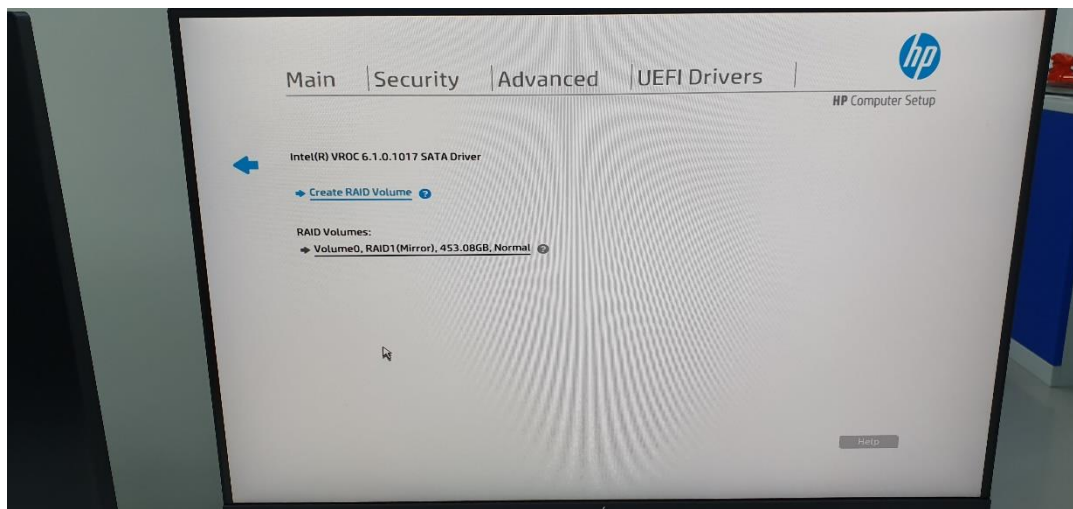 hp
Main Security Advanced UEFI Drivers
HP Computer Setup
Intel(R) VROC 6.1.0.1017 SATA Driver
Create RAID Volume ?
RAID Volumes:
Volume0, RAID1(Mirror), 453.08GB, Normal ?
Help